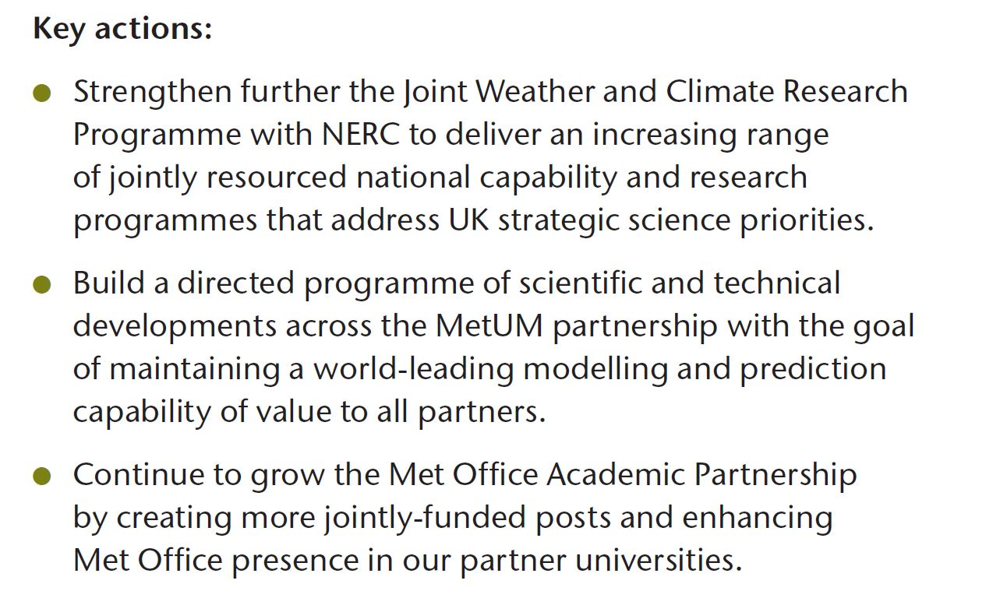 Key actions:
Strengthen further the Joint Weather and Climate Research
Programme with NERC to deliver an increasing range
of jointly resourced national capability and research
programmes that address UK strategic science priorities.
Build a directed programme of scientific and technical
developments across the MetUM partnership with the goal
of maintaining a world-leading modelling and prediction
capability of value to all partners.
Continue to grow the Met Office Academic Partnership
by creating more jointly-funded posts and enhancing
Met Office presence in our partner universities.